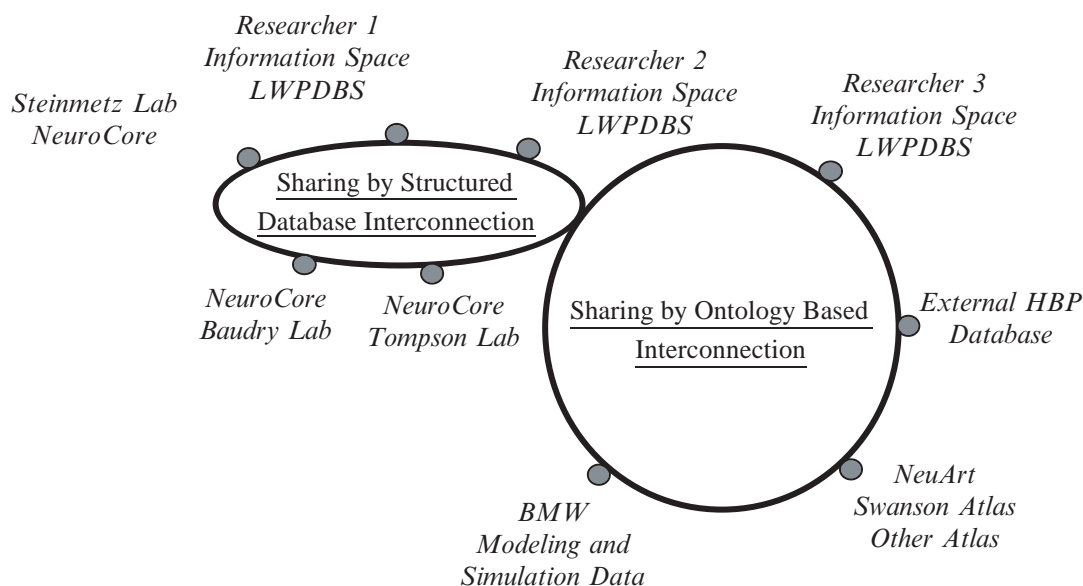 Researcher 1
Information Space
LWPDBS
Researcher 2
Information Space
LWPDBS
Researcher 3
Information Space
LWPDBS
Steinmetz Lab
NeuroCore
Sharing by Structured
Database Interconnection
NeuroCore
Baudry Lab
NeuroCore
Tompson Lab
Sharing by Ontology Based
Interconnection
External HBP
Database
NeuArt
Swanson Atlas
Other Atlas
BMW
Modeling and
Simulation Data